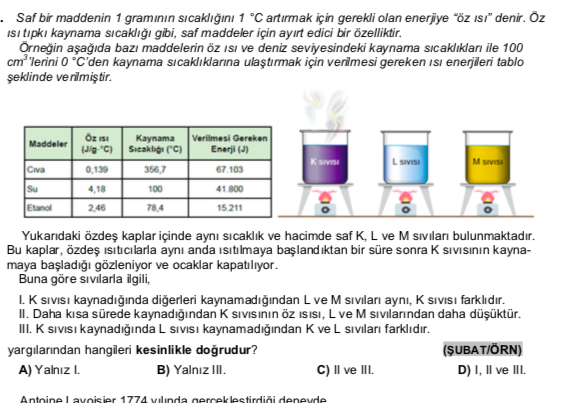 . Saf bir maddenin 1 gramının sıcaklığını 1 °C artırmak için gerekli olan enerjiye “öz ısı” denir. Öz
ısı tıpkı kaynama sıcaklığı gibi, saf maddeler için ayırt edici bir özelliktir.
Örneğin aşağıda bazı maddelerin öz ısı ve deniz seviyesindeki kaynama sıcaklıkları ile 100
cm³’lerini 0 °C’den kaynama sıcaklıklarına ulaştırmak için verilmesi gereken ısı enerjileri tablo
şeklinde verilmiştir.
Maddeler Öz ısı (J/g·°C) Kaynama Sıcaklığı (°C) Verilmesi Gereken Enerji (J)
Cıva 0,139 356,7 67.103
Su 4,18 100 41.800
Etanol 2,46 78,4 15.211
K sıvısı L sıvısı M sıvısı
Yukarıdaki özdeş kaplar içinde aynı sıcaklık ve hacimde saf K, L ve M sıvıları bulunmaktadır.
Bu kaplar, özdeş ısıtıcılarla aynı anda ısıtılmaya başlandıktan bir süre sonra K sıvısının kayna-
maya başladığı gözleniyor ve ocaklar kapatılıyor.
Buna göre sıvılarla ilgili,
I. K sıvısı kaynadığında diğerleri kaynamadığından L ve M sıvıları aynı, K sıvısı farklıdır.
II. Daha kısa sürede kaynadığından K sıvısının öz ısısı, L ve M sıvılarından daha düşüktür.
III. K sıvısı kaynadığında L sıvısı kaynamadığından K ve L sıvıları farklıdır.
yargılarından hangileri kesinlikle doğrudur? (ŞUBAT/ÖRN)
A) Yalnız I. B) Yalnız III. C) II ve III. D) I, II ve III.
Antoine Lavoisier 1774 yılında gerçekleştirdiği deneyde